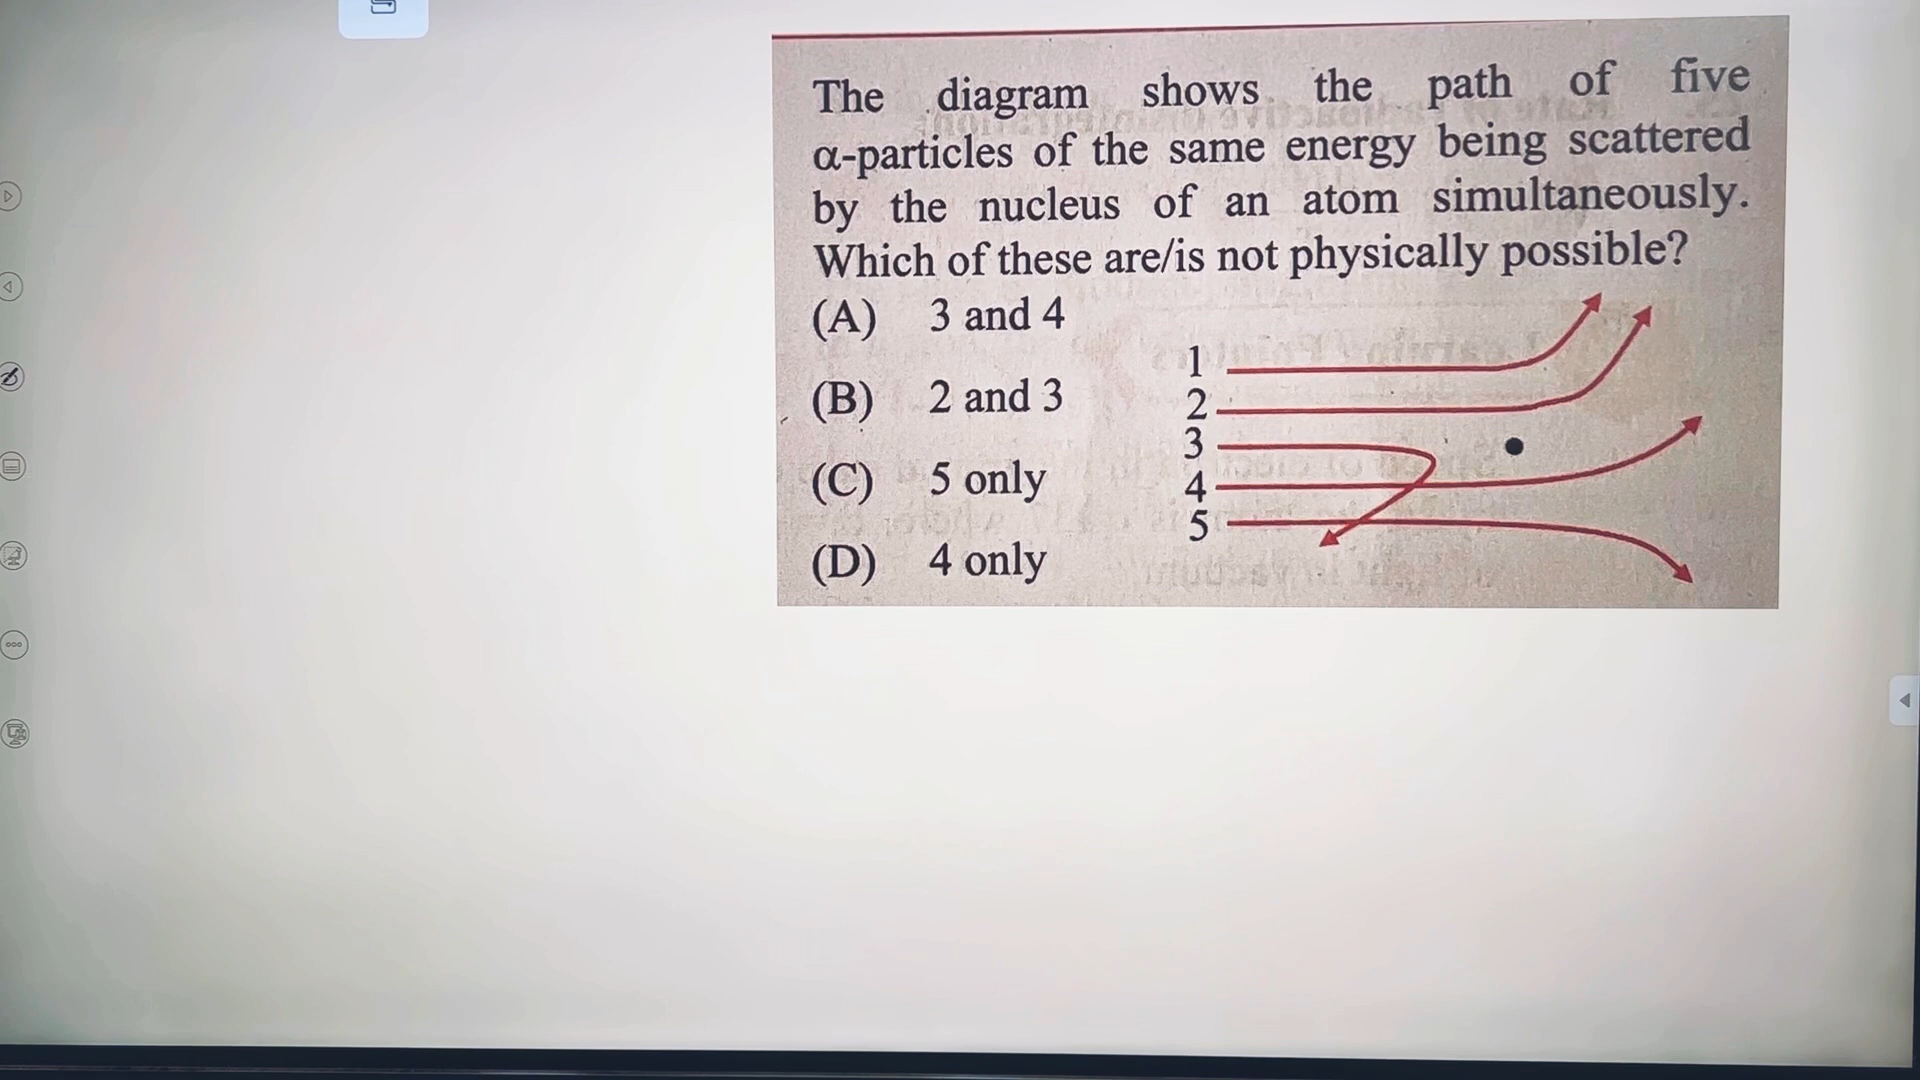 The diagram shows the path of five
α-particles of the same energy being scattered
by the nucleus of an atom simultaneously.
Which of these are/is not physically possible?
(A) 3 and 4
(B) 2 and 3
(C) 5 only
(D) 4 only
1
2
3
4
5